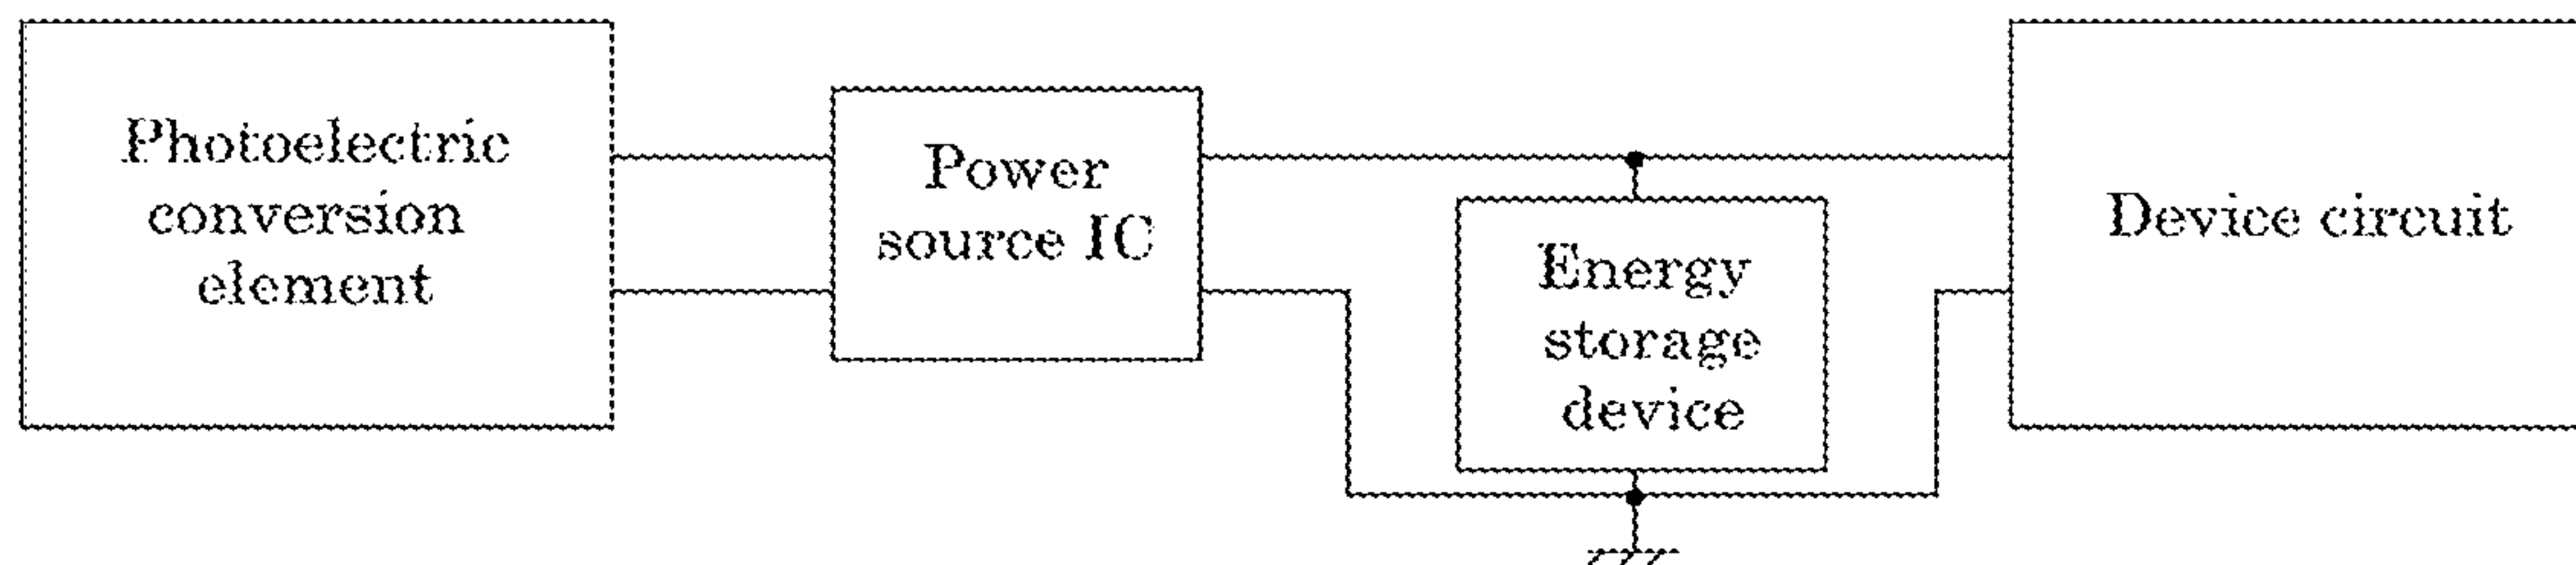 Photoelectric
conversion
element
Power
source IC
Energy
storage
device
Device circuit